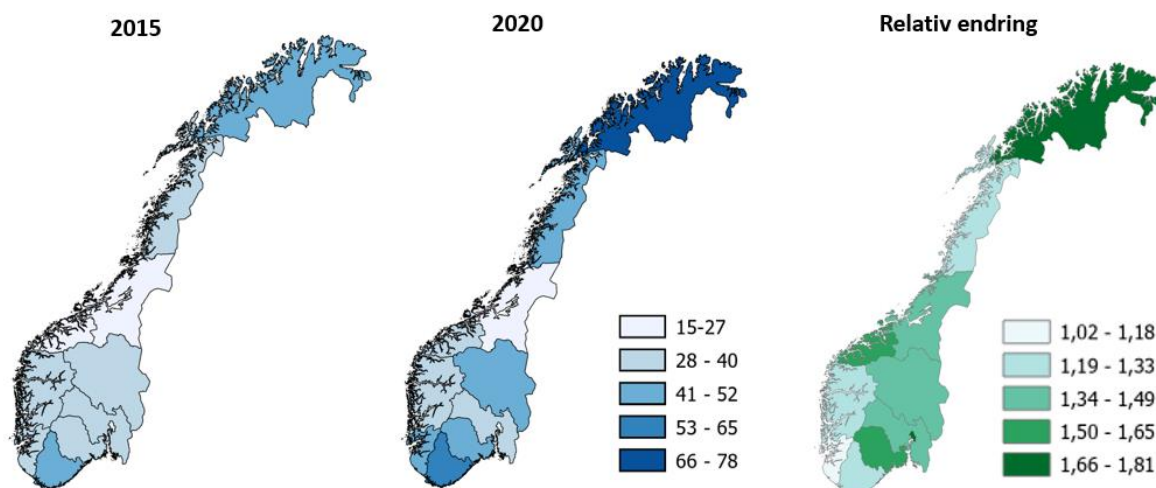 2015
2020
Relativ endring
15-27
28 - 40
41 - 52
53 - 65
66 - 78
1,02 - 1,18
1,19 - 1,33
1,34 - 1,49
1,50 - 1,65
1,66 - 1,81